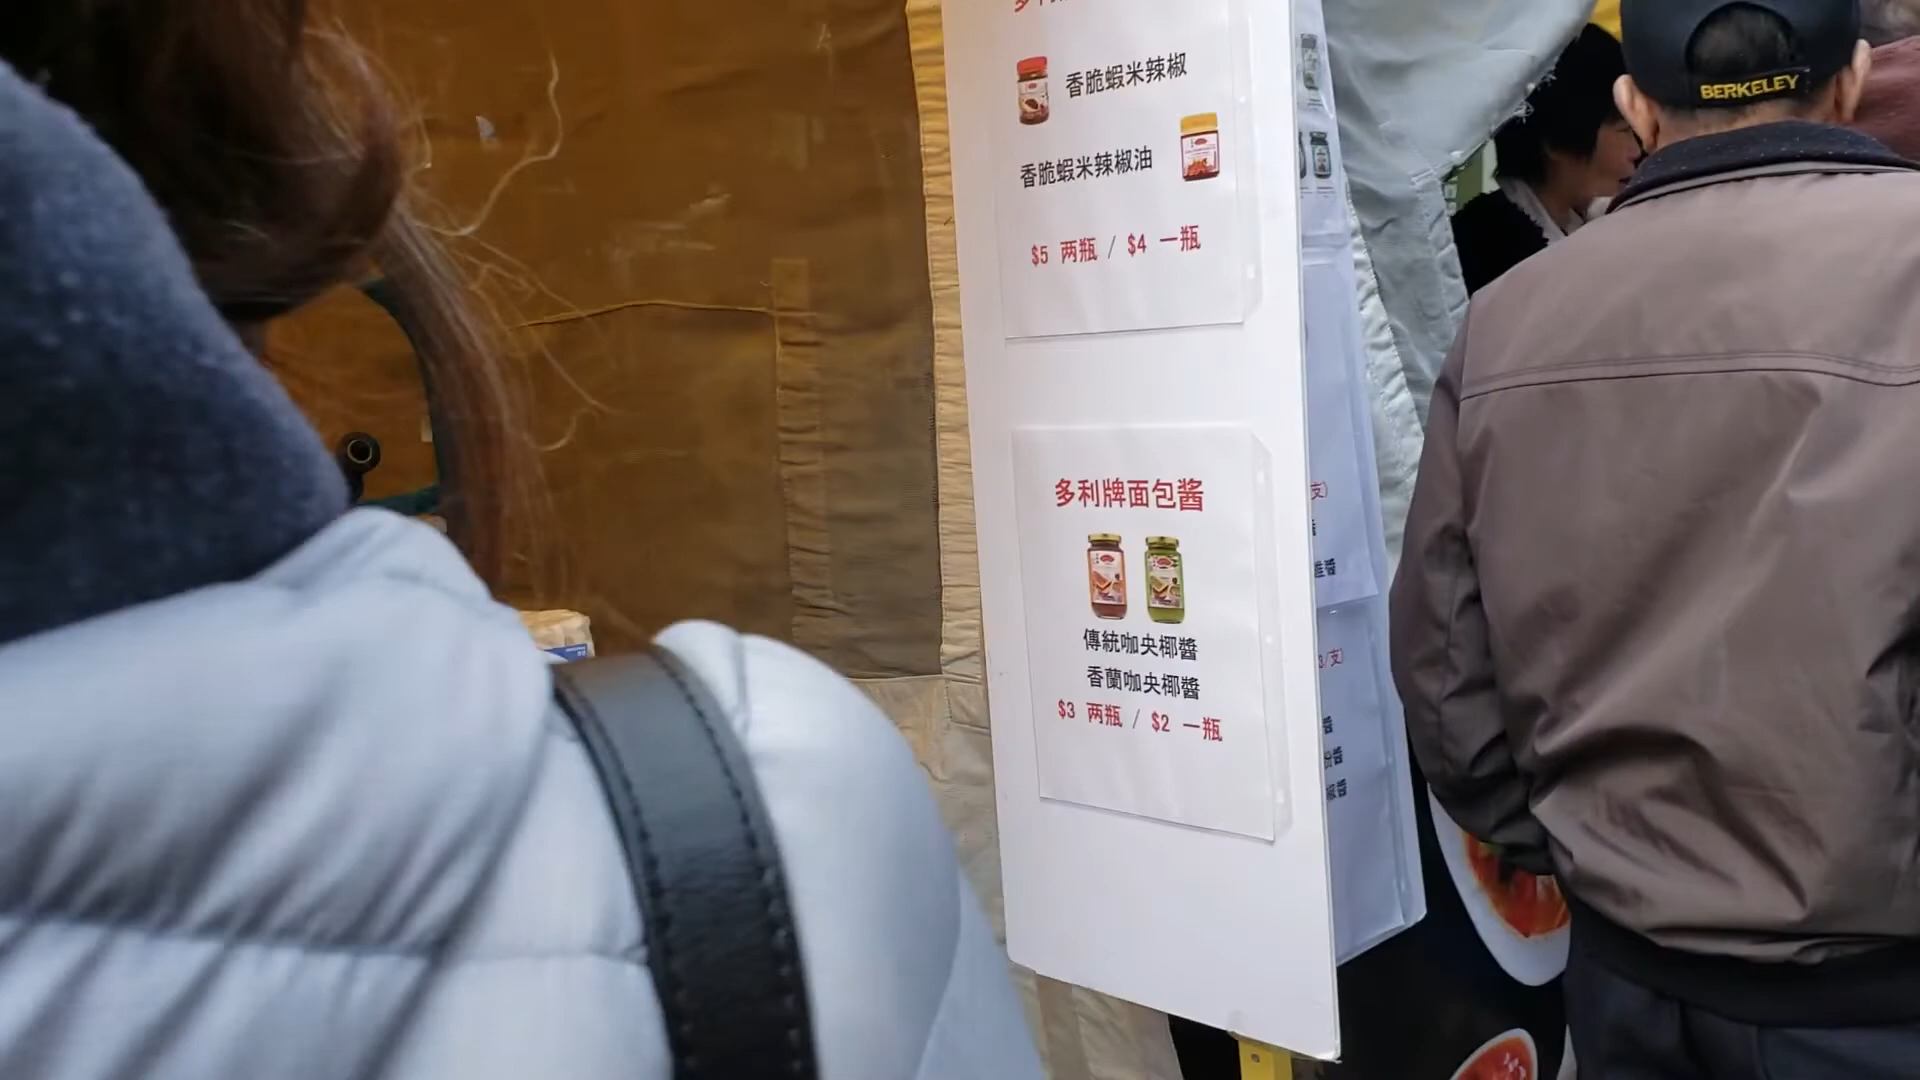 香脆蝦米辣椒
香脆蝦米辣椒油
$5 两瓶 / $4 一瓶
多利牌面包酱
傳統咖央椰醬
香蘭咖央椰醬
$3 两瓶 / $2 一瓶
BERKELEY